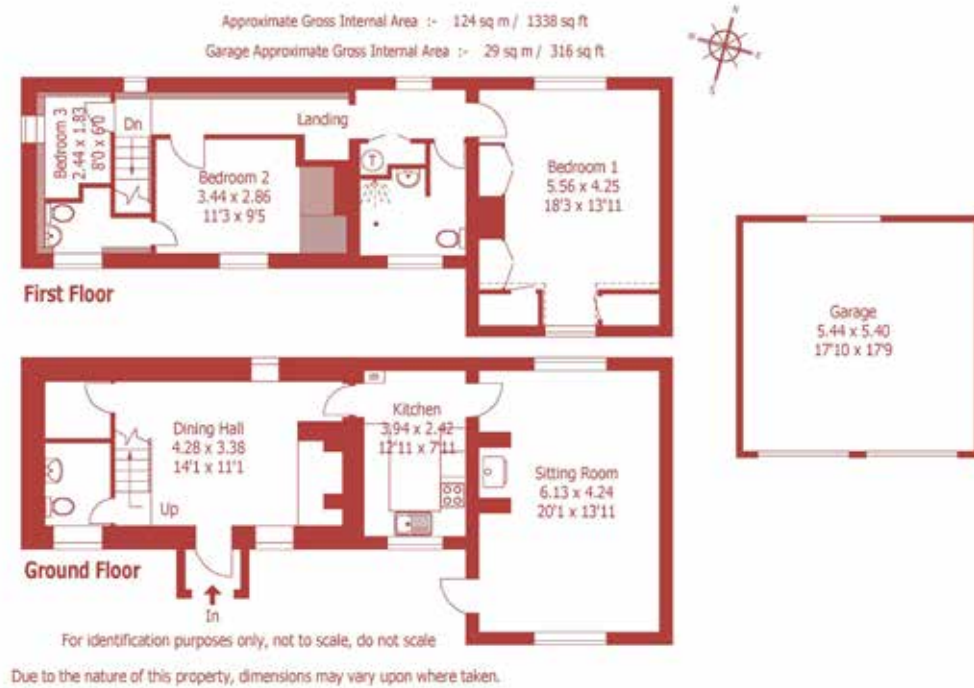 Approximate Gross Internal Area :- 124 sq m / 1338 sq ft
Garage Approximate Gross Internal Area :- 29 sq m / 316 sq ft
N
E
S
W
Bedroom 3
2.44 x 1.83
8'0 x 6'0
Dn
Landing
Bedroom 2
3.44 x 2.86
11'3 x 9'5
T
Bedroom 1
5.56 x 4.25
18'3 x 13'11
First Floor
Garage
5.44 x 5.40
17'10 x 17'9
Dining Hall
4.28 x 3.38
14'1 x 11'1
Up
Kitchen
3.94 x 2.42
12'11 x 7'11
Sitting Room
6.13 x 4.24
20'1 x 13'11
Ground Floor
In
For identification purposes only, not to scale, do not scale
Due to the nature of this property, dimensions may vary upon where taken.